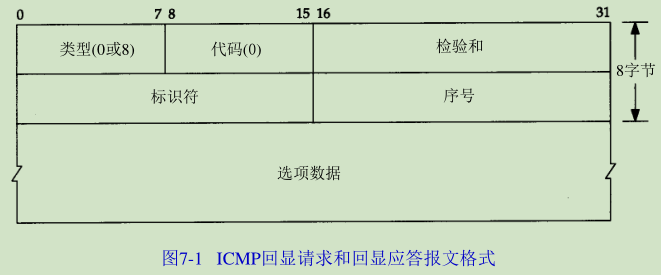 0 7 8 15 16 31
类型(0或8) 代码(0) 检验和
8字节
标识符 序号
选项数据
图7-1 ICMP回显请求和回显应答报文格式